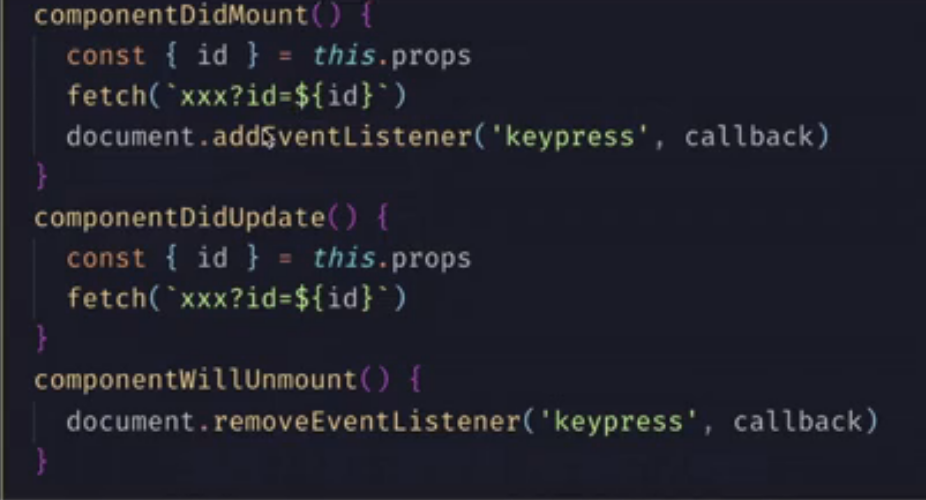 componentDidMount() {
const { id } = this.props
fetch(`xxx?id=${id}`)
document.addEventListener('keypress', callback)
}
componentDidUpdate() {
const { id } = this.props
fetch(`xxx?id=${id}`)
}
componentWillUnmount() {
document.removeEventListener('keypress', callback)
}